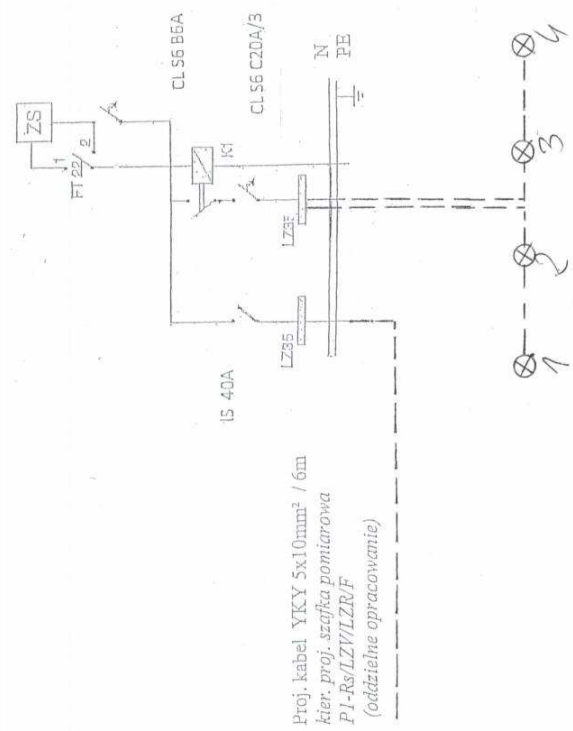 ZS
1
2
FT 22
CLS6 B6A
K1
CLS6 C20A/3
LZ35
LZ35
IS 40A
N
PE
Proj. kabel YKY 5x10mm² / 6m
kier. proj. szafka pomiarowa
P1-Rs/LZV/LZR/F
(oddzielne opracowanie)
1
2
3
4